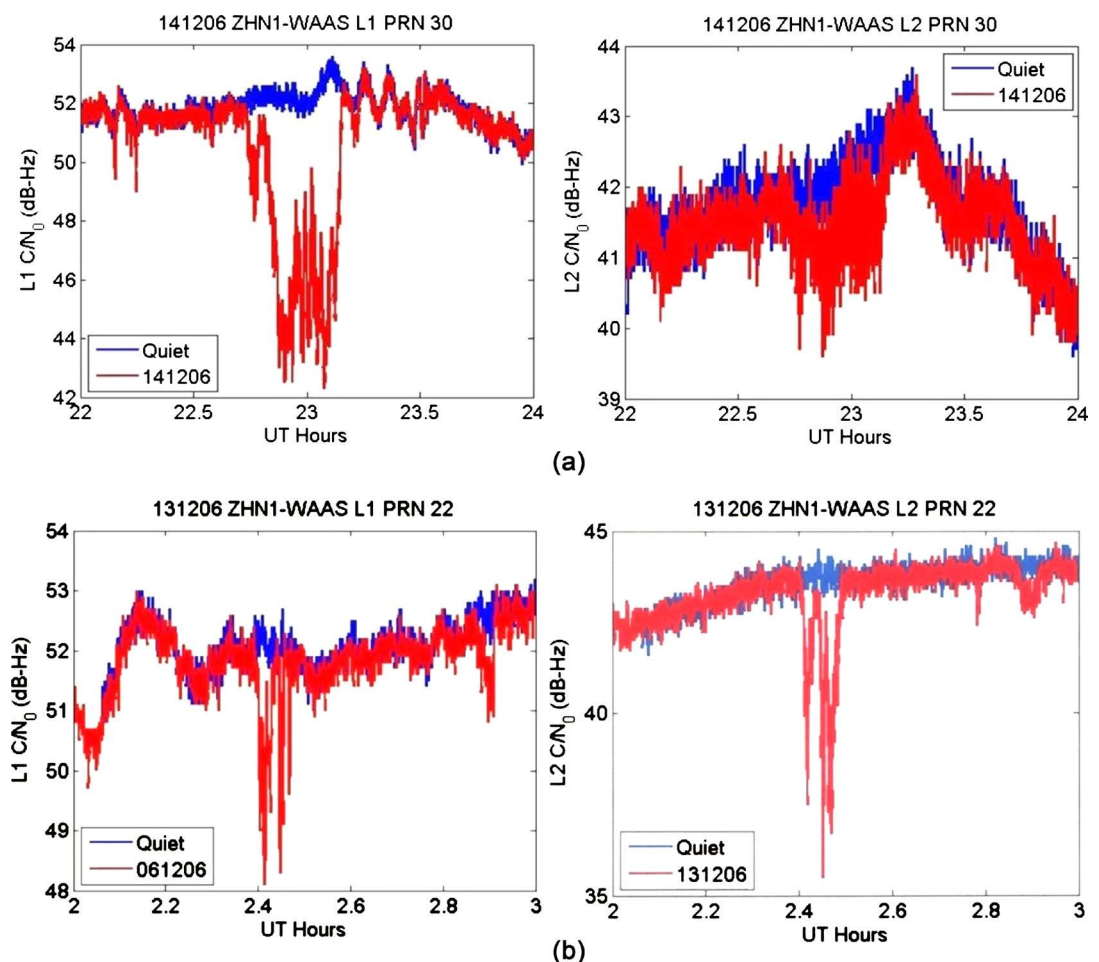 141206 ZHN1-WAAS L1 PRN 30
54
52
50
48
46
44
42
L1 C/N0 (dB-Hz)
Quiet
141206
22 22.5 23 23.5 24
UT Hours
141206 ZHN1-WAAS L2 PRN 30
44
43
42
41
40
39
L2 C/N0 (dB-Hz)
Quiet
141206
22 22.5 23 23.5 24
UT Hours
(a)
131206 ZHN1-WAAS L1 PRN 22
54
53
52
51
50
49
48
L1 C/N0 (dB-Hz)
Quiet
061206
2 2.2 2.4 2.6 2.8 3
UT Hours
131206 ZHN1-WAAS L2 PRN 22
45
40
35
L2 C/N0 (dB-Hz)
Quiet
131206
2 2.2 2.4 2.6 2.8 3
UT Hours
(b)